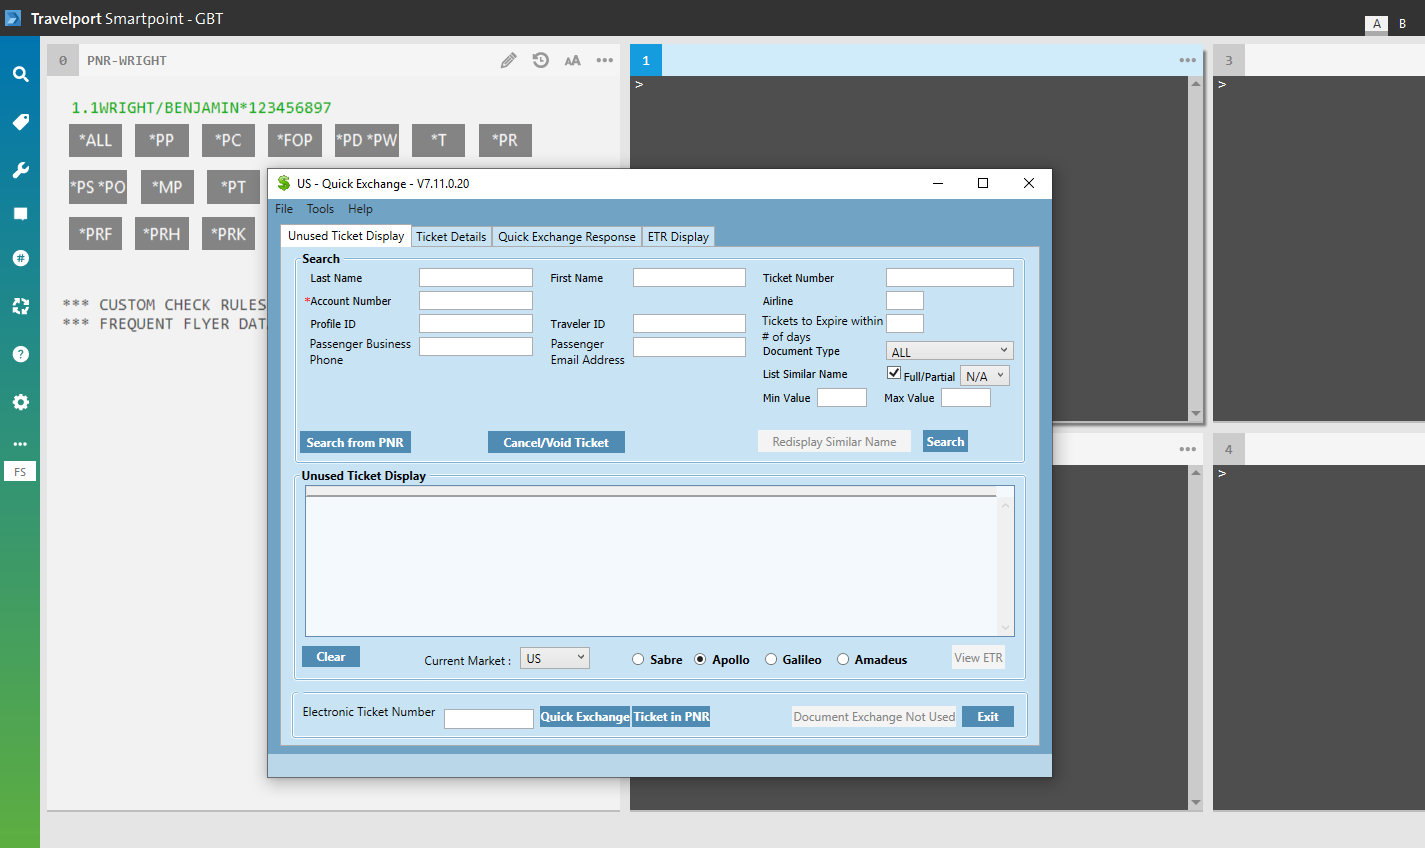 Travelport Smartpoint - GBT
A B
0 PNR-WRIGHT AA
1
3
1.1WRIGHT/BENJAMIN*123456897
*ALL *PP *PC *FOP *PD *PW *T *PR
*PS *PO *MP *PT
*PRF *PRH *PRK
*** CUSTOM CHECK RULES
*** FREQUENT FLYER DAT
FS
>
>
4
>
US - Quick Exchange - V7.11.0.20
File Tools Help
Unused Ticket Display Ticket Details Quick Exchange Response ETR Display
Search
Last Name First Name Ticket Number
*Account Number Airline
Profile ID Traveler ID Tickets to Expire within
# of days
Passenger Business Passenger Document Type ALL
Phone Email Address
List Similar Name Full/Partial N/A
Min Value Max Value
Search from PNR Cancel/Void Ticket Redisplay Similar Name Search
Unused Ticket Display
Clear Current Market : US Sabre Apollo Galileo Amadeus View ETR
Electronic Ticket Number Quick Exchange Ticket in PNR Document Exchange Not Used Exit